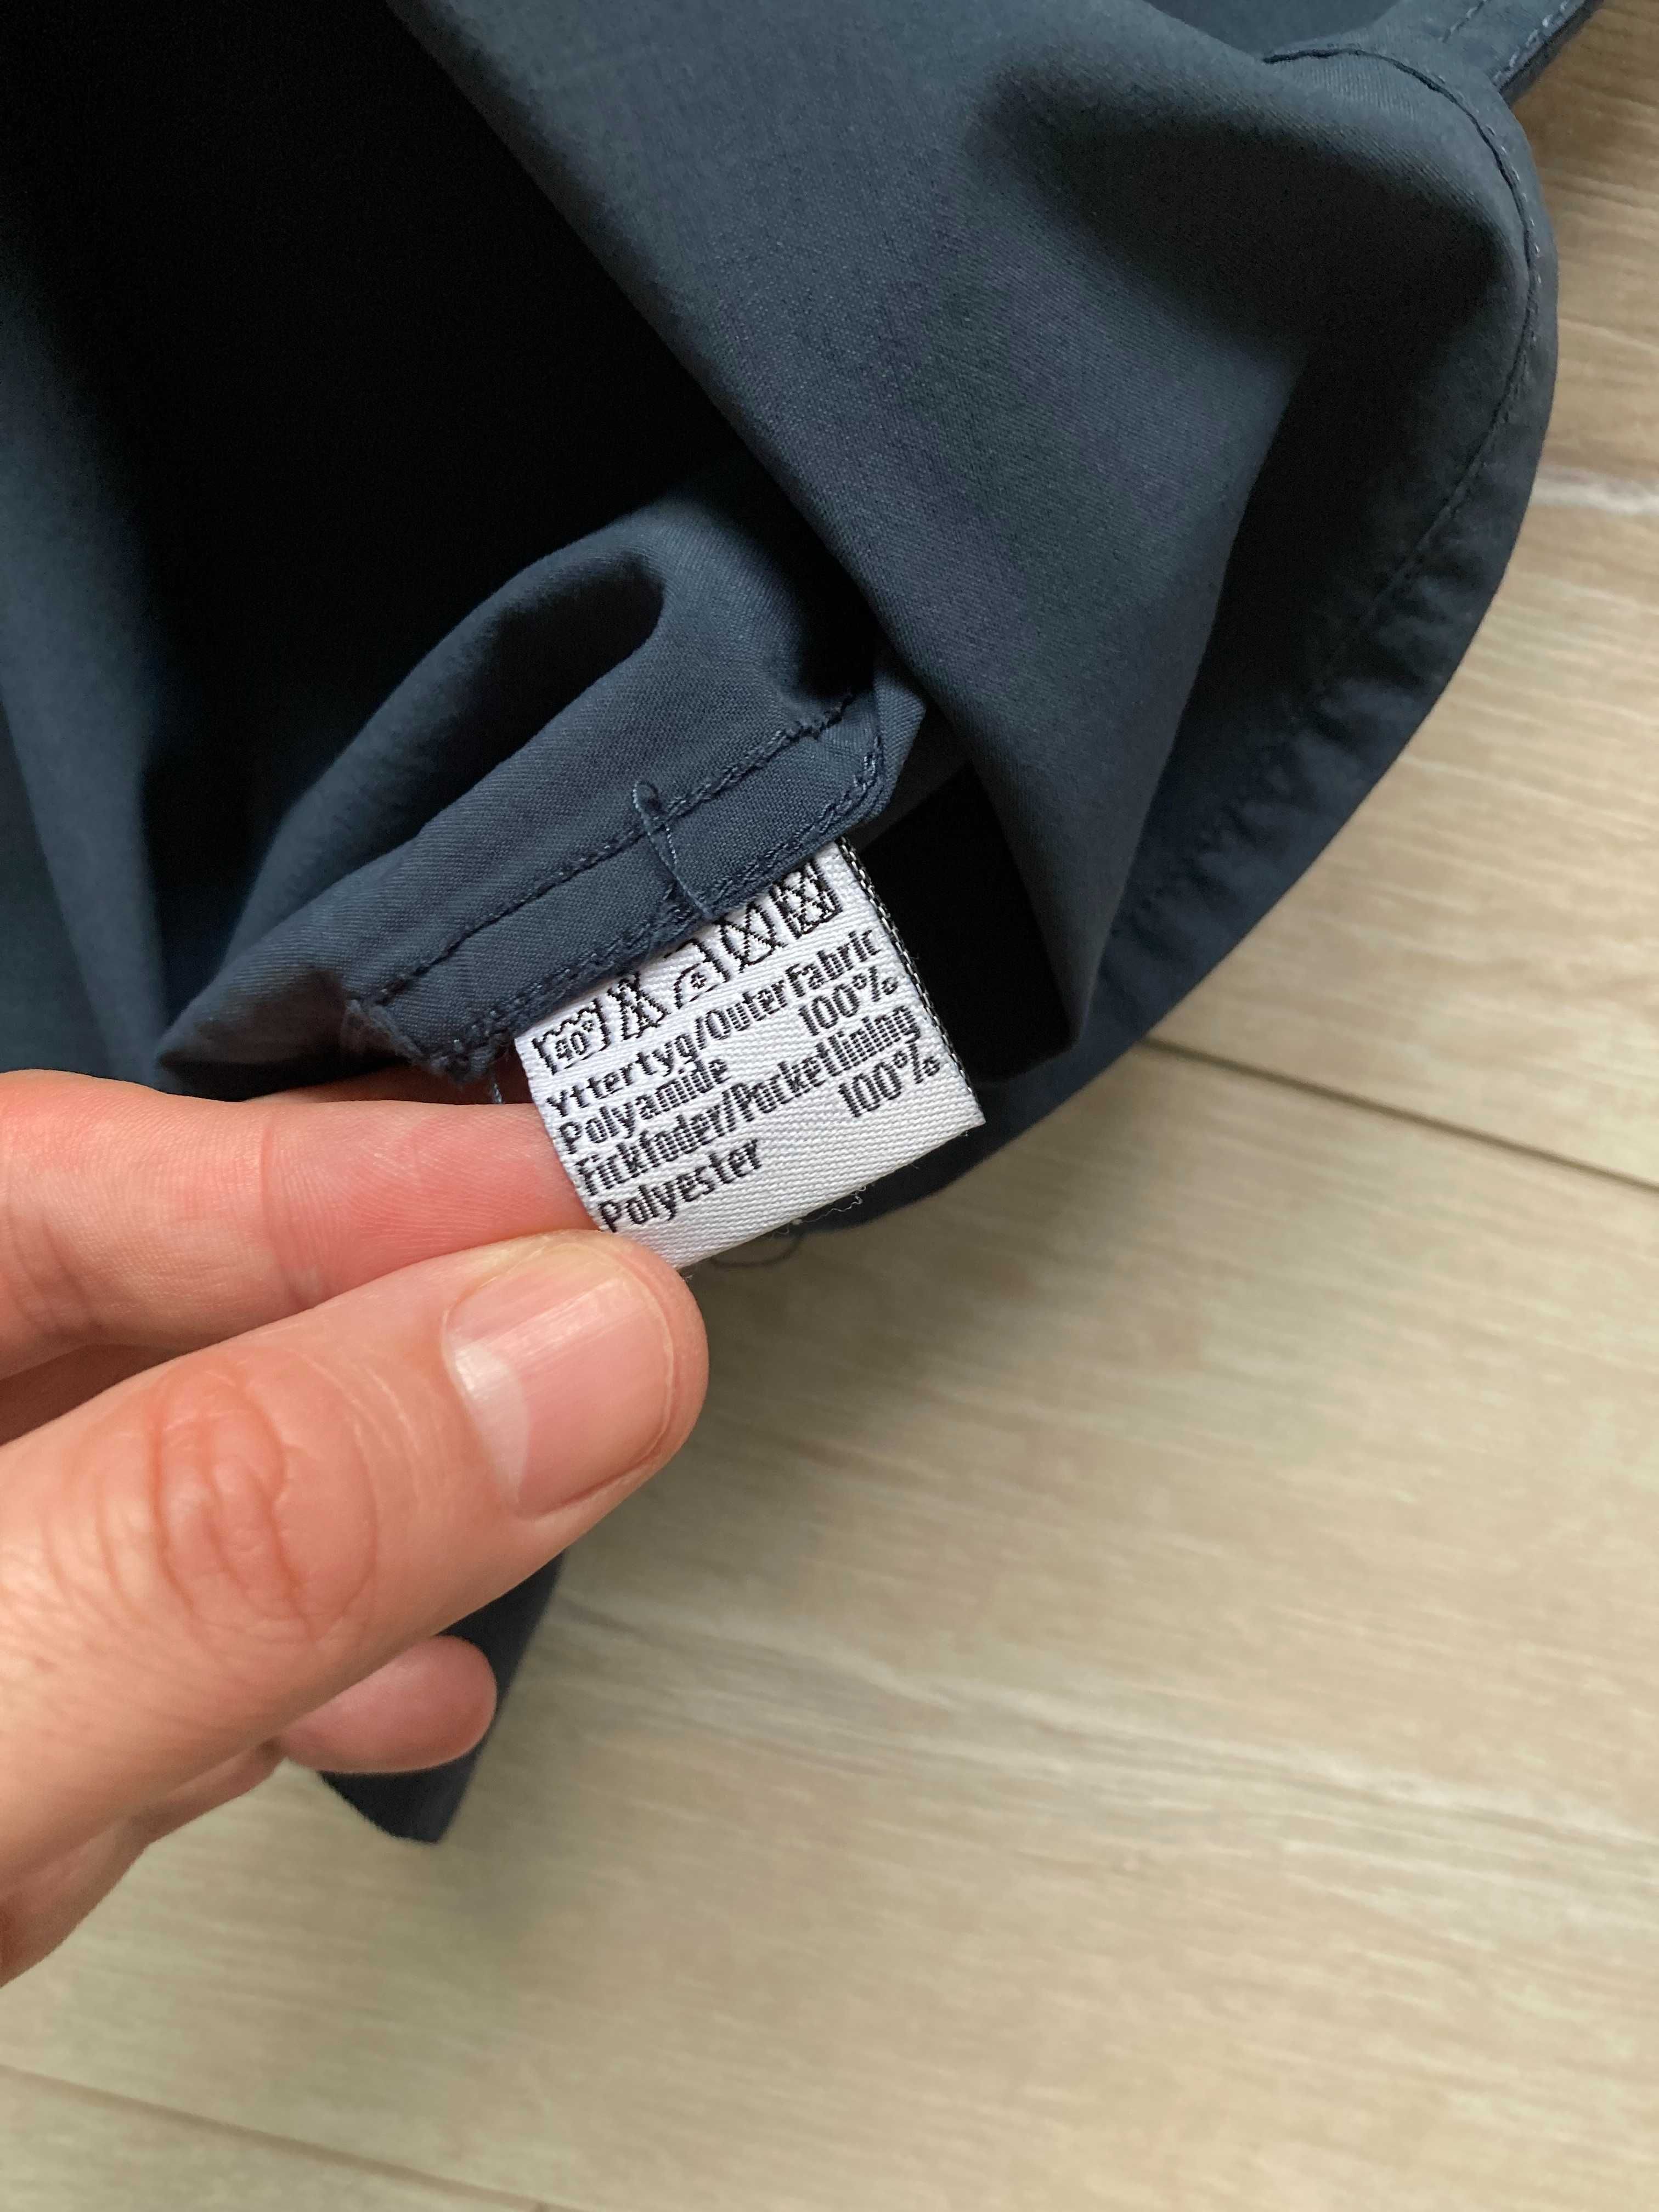 40°
Yttertyg/Outer Fabric
Polyamide 100%
Fickfoder/Pocketlining
Polyester 100%